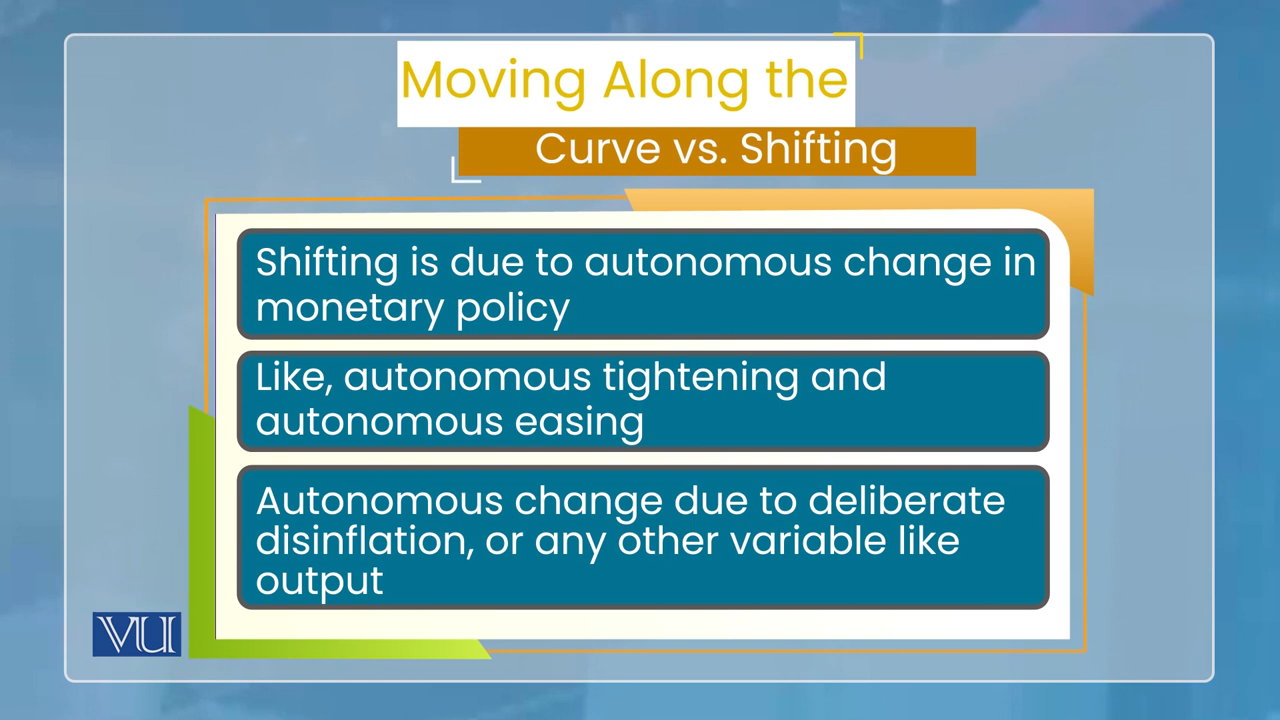 Moving Along the
Curve vs. Shifting
Shifting is due to autonomous change in
monetary policy
Like, autonomous tightening and
autonomous easing
Autonomous change due to deliberate
disinflation, or any other variable like
output
VU